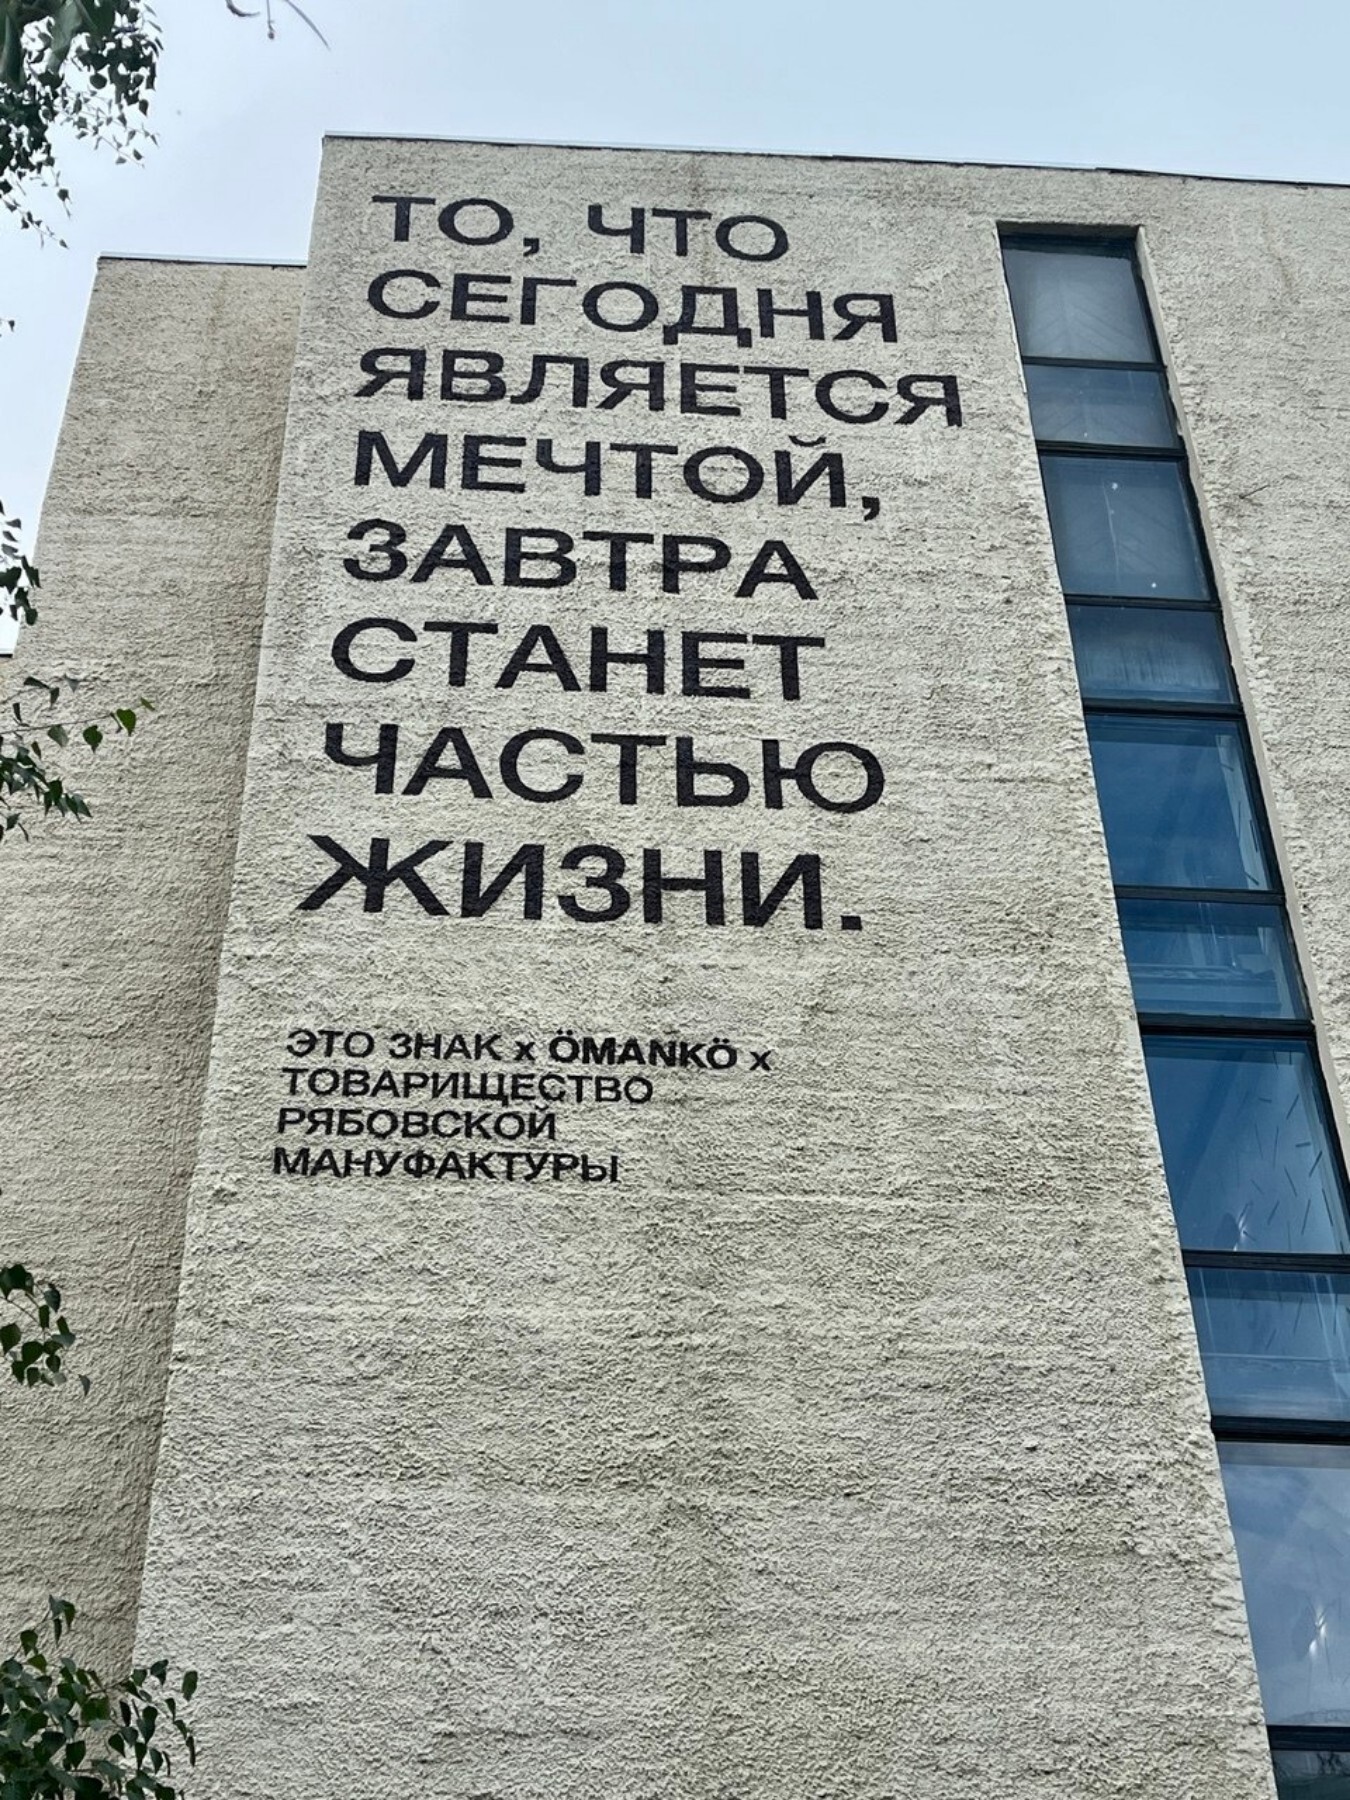 ТО, ЧТО
СЕГОДНЯ
ЯВЛЯЕТСЯ
МЕЧТОЙ,
ЗАВТРА
СТАНЕТ
ЧАСТЬЮ
ЖИЗНИ.
ЭТО ЗНАК x ÖMANKÖ x
ТОВАРИЩЕСТВО
РЯБОВСКОЙ
МАНУФАКТУРЫ